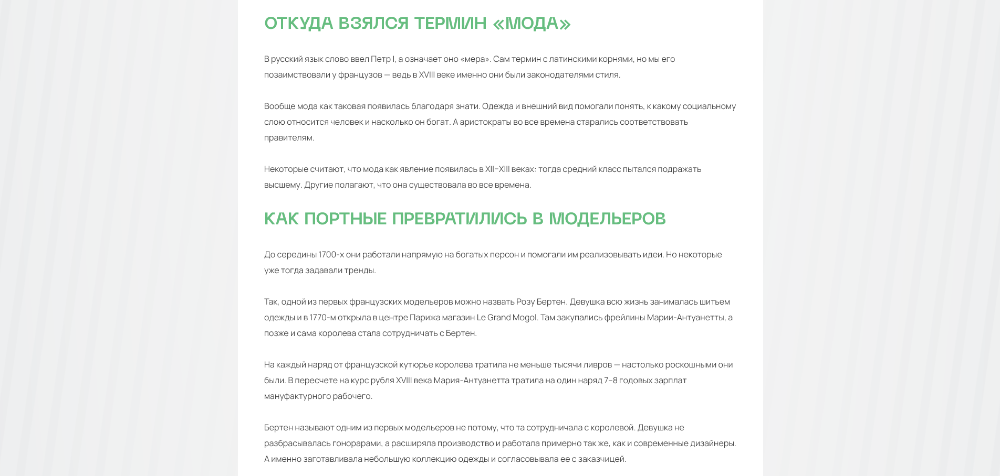 ОТКУДА ВЗЯЛСЯ ТЕРМИН «МОДА»
В русский язык слово ввел Петр I, а означает оно «мера». Сам термин с латинскими корнями, но мы его
позаимствовали у французов — ведь в XVIII веке именно они были законодателями стиля.
Вообще мода как таковая появилась благодаря знати. Одежда и внешний вид помогали понять, к какому социальному
слою относится человек и насколько он богат. А аристократы во все времена старались соответствовать
правителям.
Некоторые считают, что мода как явление появилась в XII–XIII веках: тогда средний класс пытался подражать
высшему. Другие полагают, что она существовала во все времена.
КАК ПОРТНЫЕ ПРЕВРАТИЛИСЬ В МОДЕЛЬЕРОВ
До середины 1700-х они работали напрямую на богатых персон и помогали им реализовывать идеи. Но некоторые
уже тогда задавали тренды.
Так, одной из первых французских модельеров можно назвать Розу Бертен. Девушка всю жизнь занималась шитьем
одежды и в 1770-м открыла в центре Парижа магазин Le Grand Mogol. Там закупались фрейлины Марии-Антуанетты, а
позже и сама королева стала сотрудничать с Бертен.
На каждый наряд от французской кутюрье королева тратила не меньше тысячи ливров — настолько роскошными они
были. В пересчете на курс рубля XVIII века Мария-Антуанетта тратила на один наряд 7–8 годовых зарплат
мануфактурного рабочего.
Бертен называют одним из первых модельеров не потому, что та сотрудничала с королевой. Девушка не
разбрасывалась гонорарами, а расширяла производство и работала примерно так же, как и современные дизайнеры.
А именно заготавливала небольшую коллекцию одежды и согласовывала ее с заказчицей.